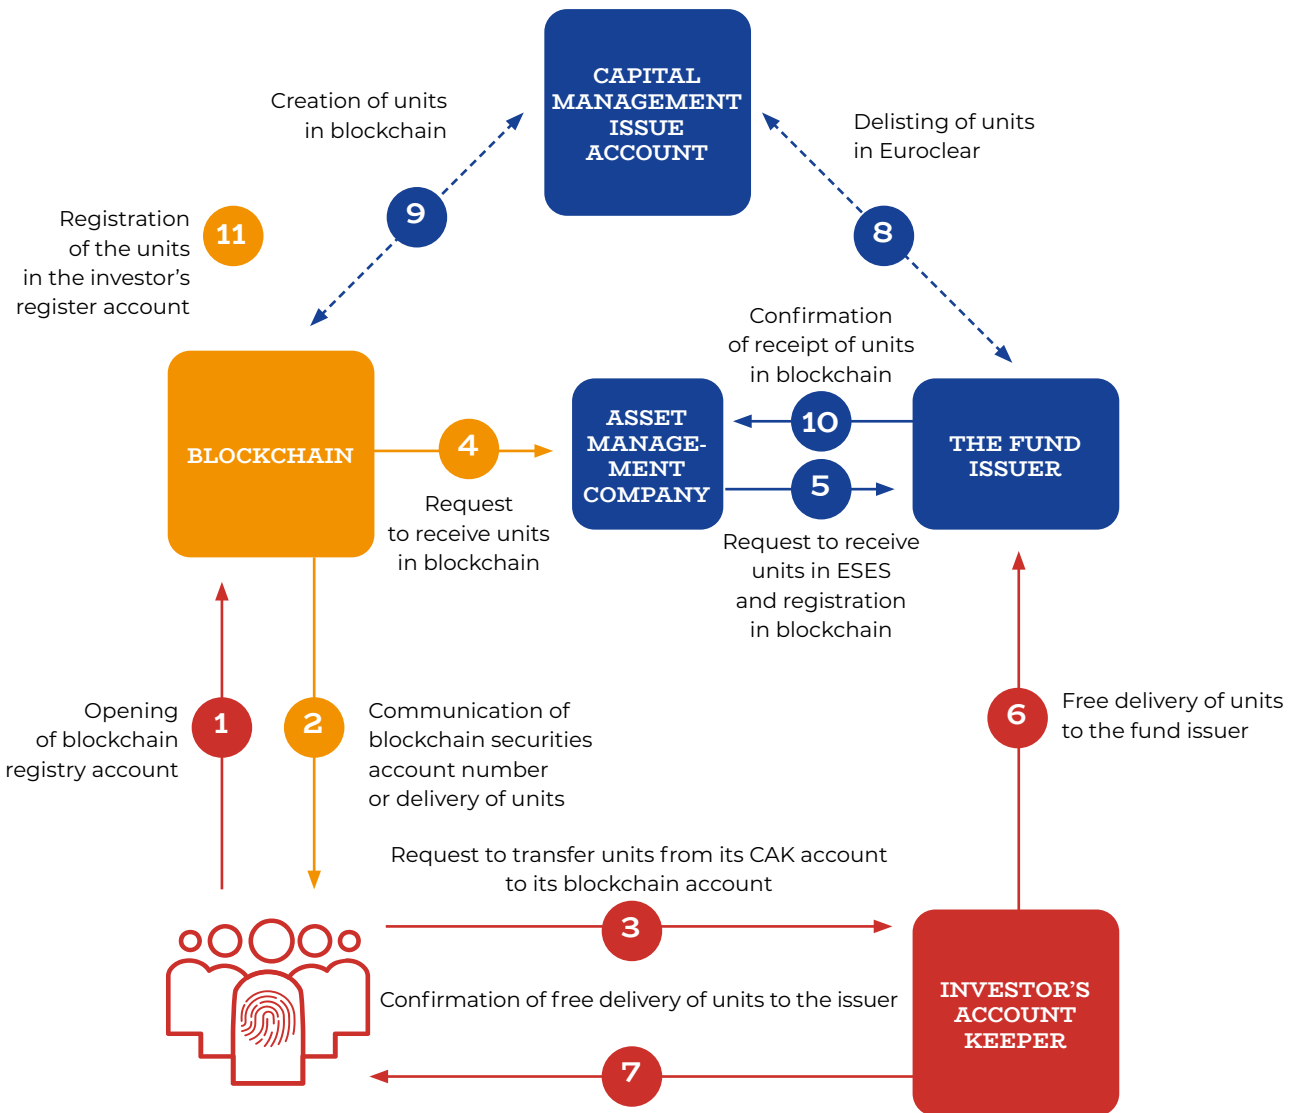 CAPITAL
MANAGEMENT
ISSUE
ACCOUNT
Creation of units
in blockchain
Delisting of units
in Euroclear
9
8
Registration
of the units
in the investor's
register account
11
Confirmation
of receipt of units
in blockchain
BLOCKCHAIN
4
Request
to receive units
in blockchain
ASSET
MANAGE-
MENT
COMPANY
10
5
Request to receive
units in ESES
and registration
in blockchain
THE FUND
ISSUER
Opening
of blockchain
registry account
1
2
Communication of
blockchain securities
account number
or delivery of units
6
Free delivery of units
to the fund issuer
Request to transfer units from its CAK account
to its blockchain account
3
Confirmation of free delivery of units to the issuer
7
INVESTOR'S
ACCOUNT
KEEPER